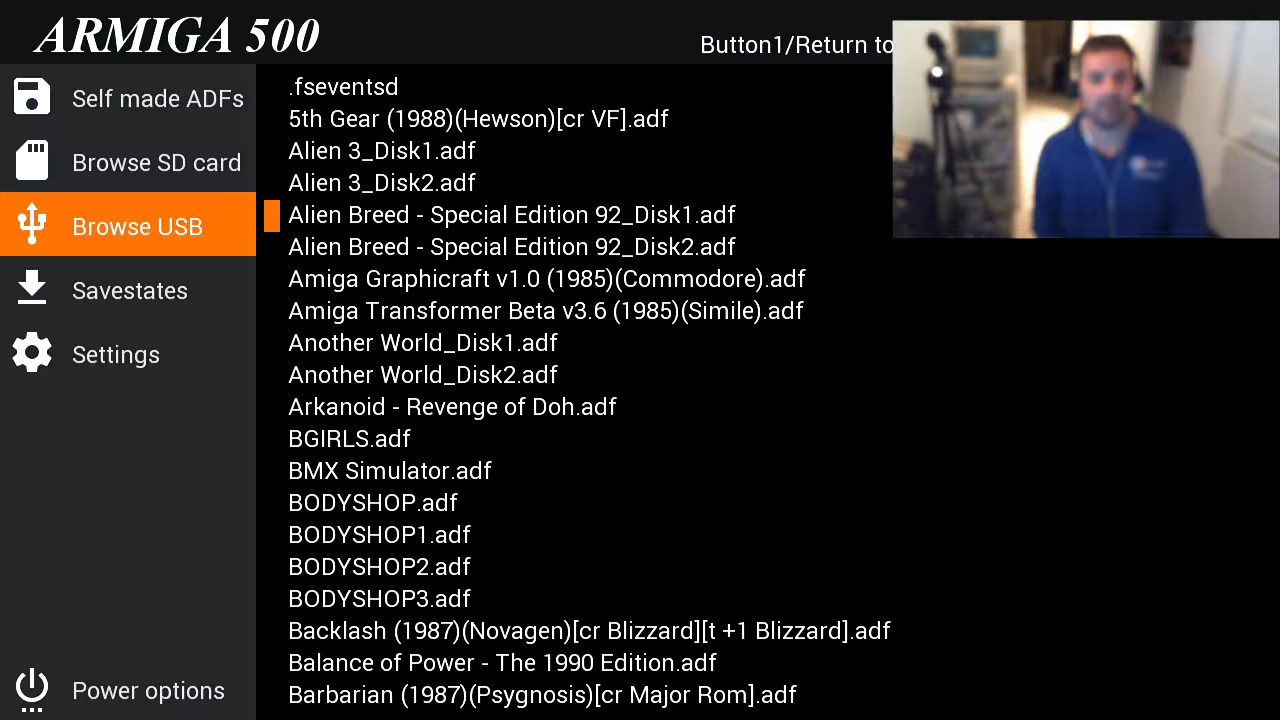 ARMIGA 500
Button1/Return to
Self made ADFs
Browse SD card
Browse USB
Savestates
Settings
Power options
.fseventsd
5th Gear (1988)(Hewson)[cr VF].adf
Alien 3_Disk1.adf
Alien 3_Disk2.adf
Alien Breed - Special Edition 92_Disk1.adf
Alien Breed - Special Edition 92_Disk2.adf
Amiga Graphicraft v1.0 (1985)(Commodore).adf
Amiga Transformer Beta v3.6 (1985)(Simile).adf
Another World_Disk1.adf
Another World_Disk2.adf
Arkanoid - Revenge of Doh.adf
BGIRLS.adf
BMX Simulator.adf
BODYSHOP.adf
BODYSHOP1.adf
BODYSHOP2.adf
BODYSHOP3.adf
Backlash (1987)(Novagen)[cr Blizzard][t +1 Blizzard].adf
Balance of Power - The 1990 Edition.adf
Barbarian (1987)(Psygnosis)[cr Major Rom].adf